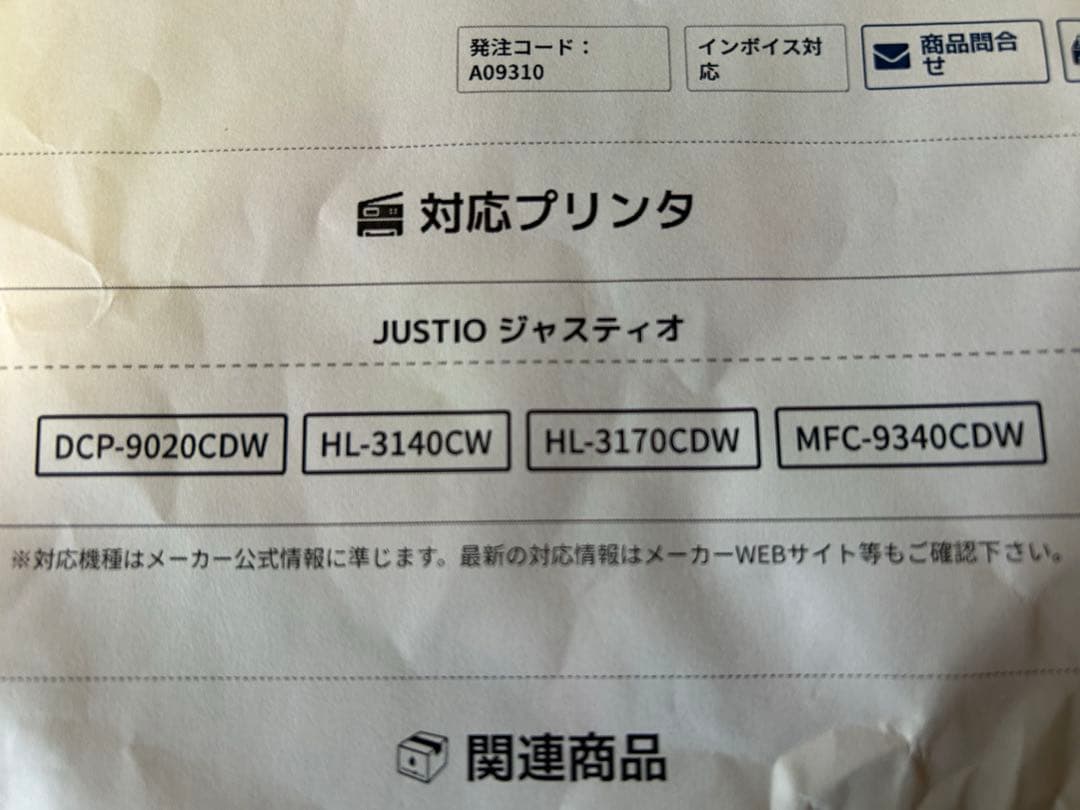 発注コード：
A09310
インボイス対
応
商品問合
せ
対応プリンタ
JUSTIO ジャスティオ
DCP-9020CDW HL-3140CW HL-3170CDW MFC-9340CDW
※対応機種はメーカー公式情報に準じます。最新の対応情報はメーカーWEBサイト等もご確認下さい。
関連商品